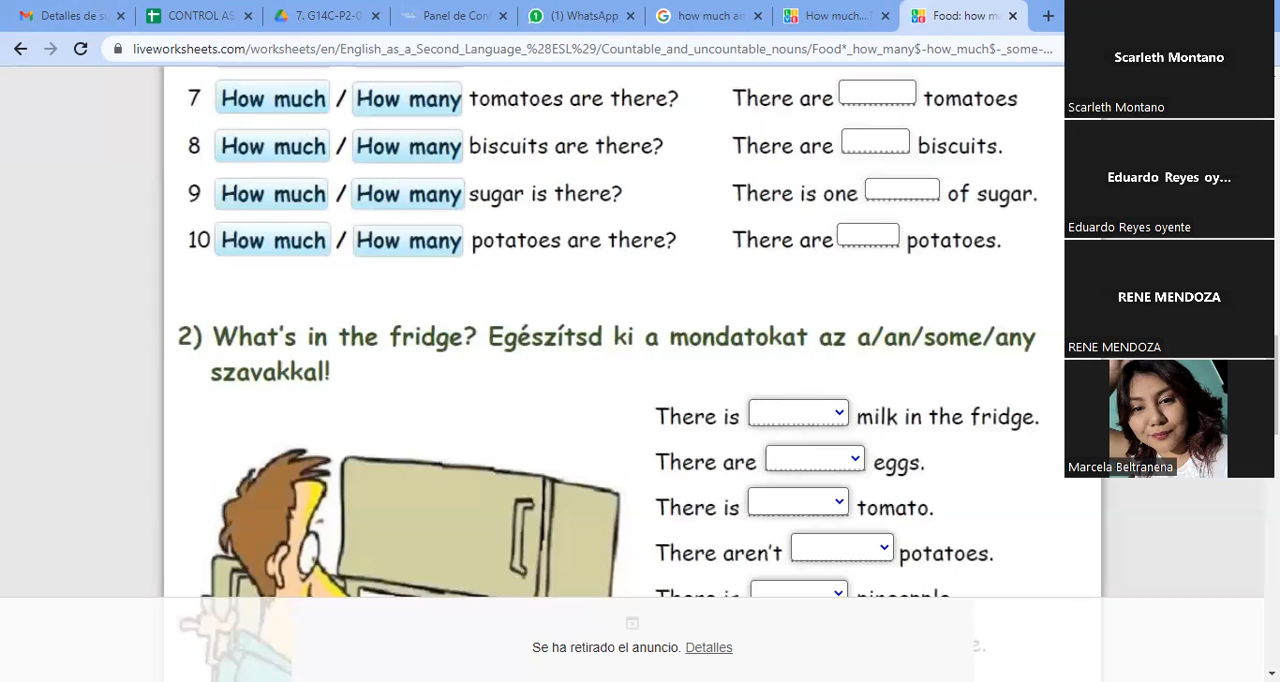 Detalles de su
CONTROL AS
7. G14C-P2-0
Panel de Con
(1) WhatsApp
how much an
How much...
Food: how m
liveworksheets.com/worksheets/en/English_as_a_Second_Language_%28ESL%29/Countable_and_uncountable_nouns/Food*_how_many$-how_much$-_some-...
7 How much / How many tomatoes are there? There are tomatoes
8 How much / How many biscuits are there? There are biscuits.
9 How much / How many sugar is there? There is one of sugar.
10 How much / How many potatoes are there? There are potatoes.
2) What's in the fridge? Egészítsd ki a mondatokat az a/an/some/any
szavakkal!
There is milk in the fridge.
There are eggs.
There is tomato.
There aren't potatoes.
There is pineapple
Se ha retirado el anuncio. Detalles
Scarleth Montano
Scarleth Montano
Eduardo Reyes oy...
Eduardo Reyes oyente
RENE MENDOZA
RENE MENDOZA
Marcela Beltranena